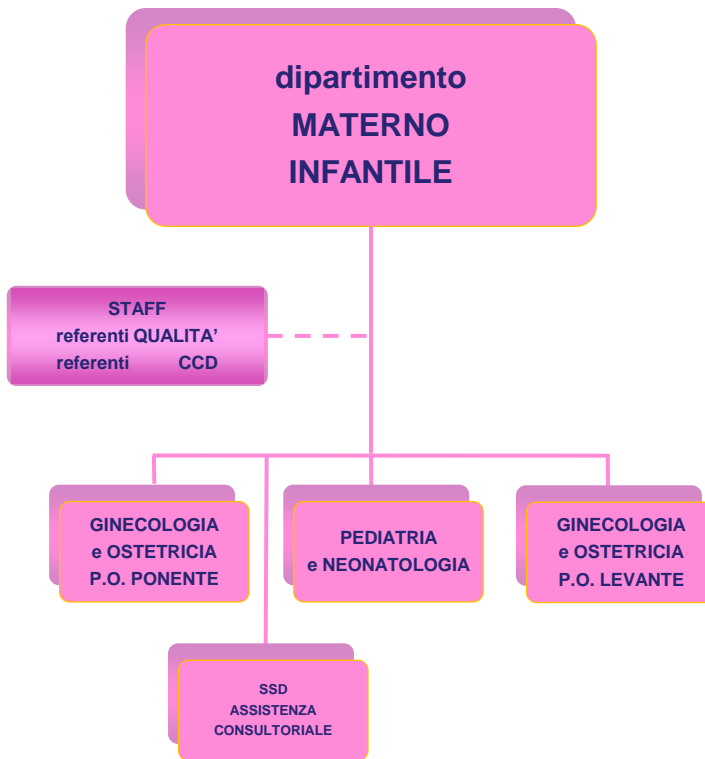 dipartimento
MATERNO
INFANTILE
STAFF
referenti QUALITA’
referenti CCD
GINECOLOGIA
e OSTETRICIA
P.O. PONENTE
PEDIATRIA
e NEONATOLOGIA
GINECOLOGIA
e OSTETRICIA
P.O. LEVANTE
SSD
ASSISTENZA
CONSULTORIALE